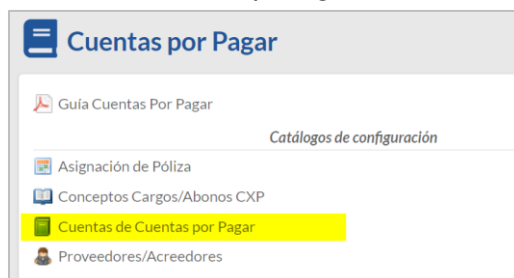 Cuentas por Pagar
Guía Cuentas Por Pagar
Catálogos de configuración
Asignación de Póliza
Conceptos Cargos/Abonos CXP
Cuentas de Cuentas por Pagar
Proveedores/Acreedores